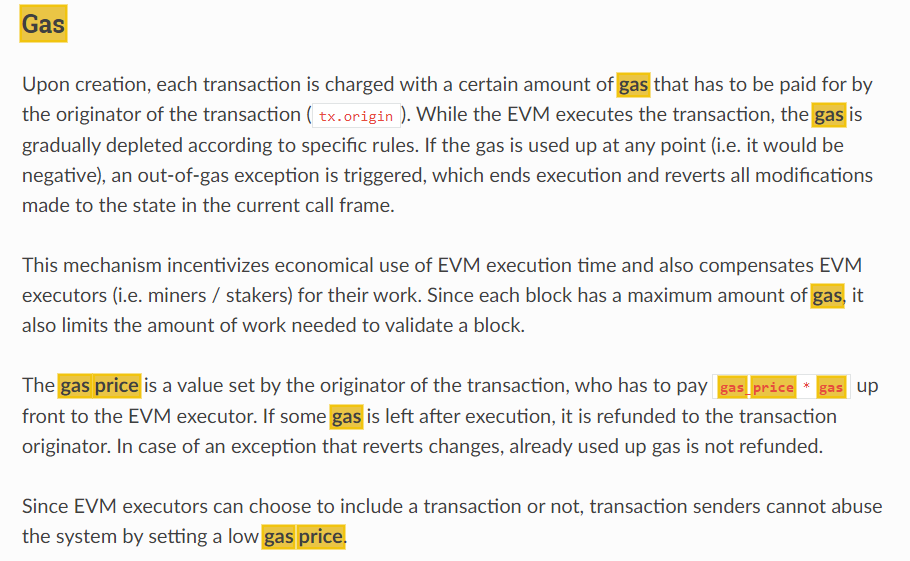 Gas
Upon creation, each transaction is charged with a certain amount of gas that has to be paid for by
the originator of the transaction ( tx.origin ). While the EVM executes the transaction, the gas is
gradually depleted according to specific rules. If the gas is used up at any point (i.e. it would be
negative), an out-of-gas exception is triggered, which ends execution and reverts all modifications
made to the state in the current call frame.
This mechanism incentivizes economical use of EVM execution time and also compensates EVM
executors (i.e. miners / stakers) for their work. Since each block has a maximum amount of gas, it
also limits the amount of work needed to validate a block.
The gas price is a value set by the originator of the transaction, who has to pay gas_price * gas up
front to the EVM executor. If some gas is left after execution, it is refunded to the transaction
originator. In case of an exception that reverts changes, already used up gas is not refunded.
Since EVM executors can choose to include a transaction or not, transaction senders cannot abuse
the system by setting a low gas price.